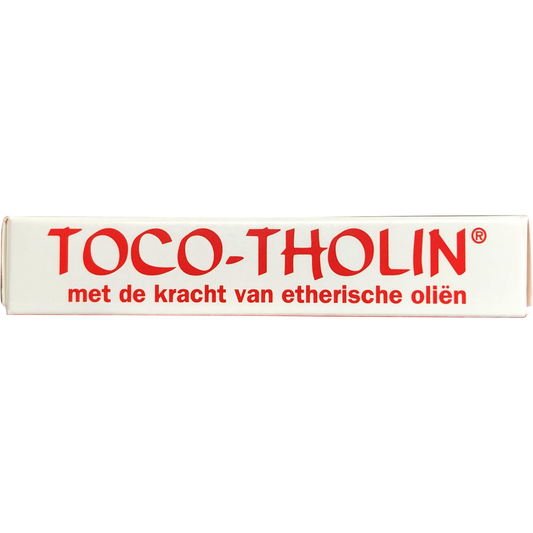 TOCO-THOLIN®
met de kracht van etherische oliën